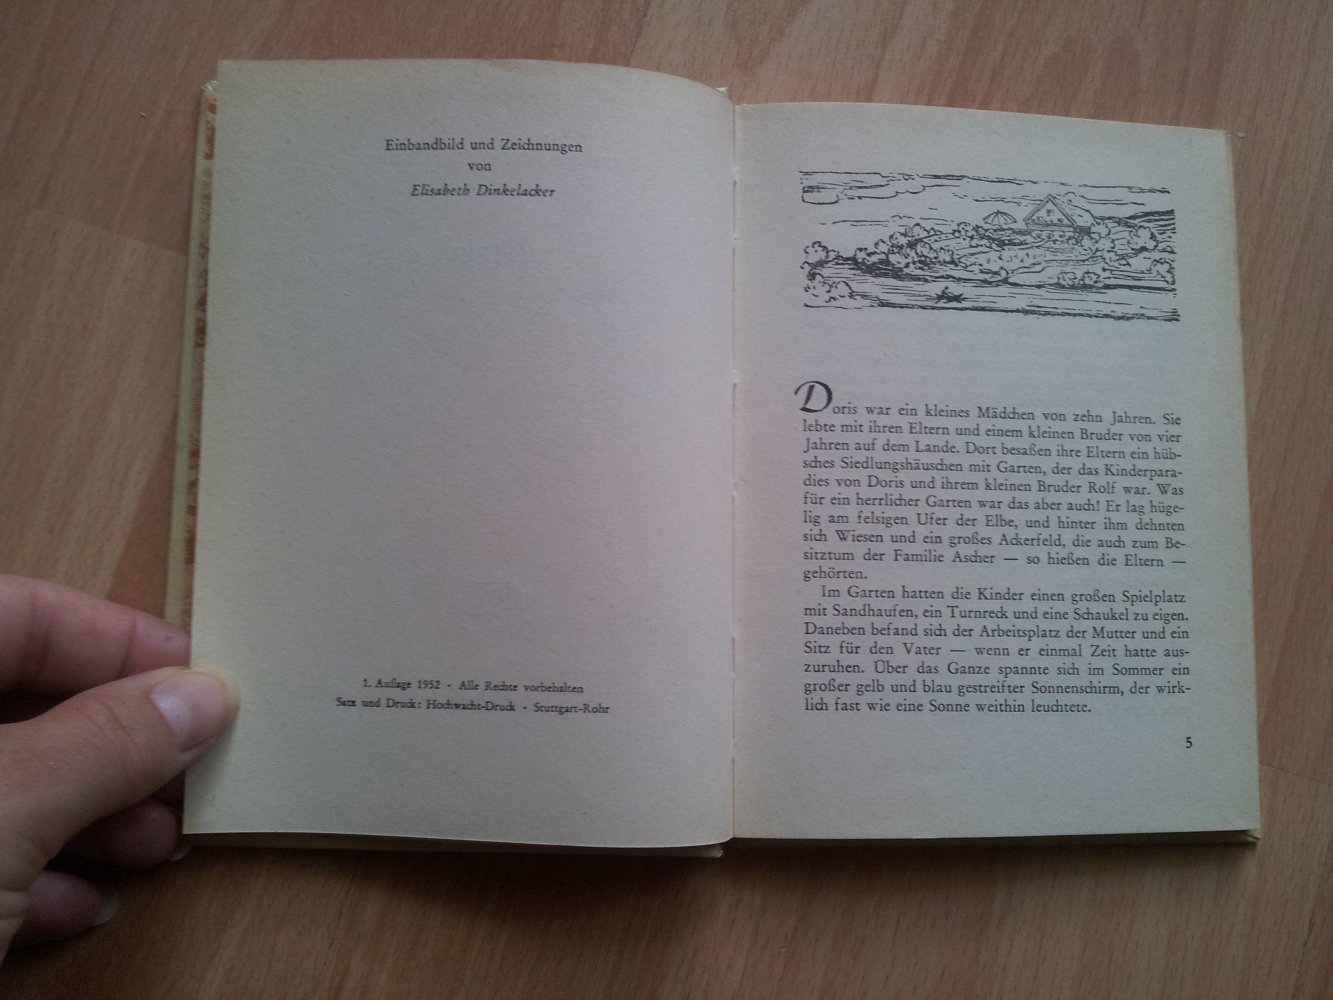 Einbandbild und Zeichnungen
von
Elisabeth Dinkelacker
1. Auflage 1952 · Alle Rechte vorbehalten
Satz und Druck: Hochwacht-Druck · Stuttgart-Rohr
Doris war ein kleines Mädchen von zehn Jahren. Sie
lebte mit ihren Eltern und einem kleinen Bruder von vier
Jahren auf dem Lande. Dort besaßen ihre Eltern ein hüb-
sches Siedlungshäuschen mit Garten, der das Kinderpara-
dies von Doris und ihrem kleinen Bruder Rolf war. Was
für ein herrlicher Garten war das aber auch! Er lag hüge-
lig am felsigen Ufer der Elbe, und hinter ihm dehnten
sich Wiesen und ein großes Ackerfeld, die auch zum Be-
sitztum der Familie Ascher — so hießen die Eltern —
gehörten.
Im Garten hatten die Kinder einen großen Spielplatz
mit Sandhaufen, ein Turnreck und eine Schaukel zu eigen.
Daneben befand sich der Arbeitsplatz der Mutter und ein
Sitz für den Vater — wenn er einmal Zeit hatte aus-
zuruhen. Über das Ganze spannte sich im Sommer ein
großer gelb und blau gestreifter Sonnenschirm, der wirk-
lich fast wie eine Sonne weithin leuchtete.
5